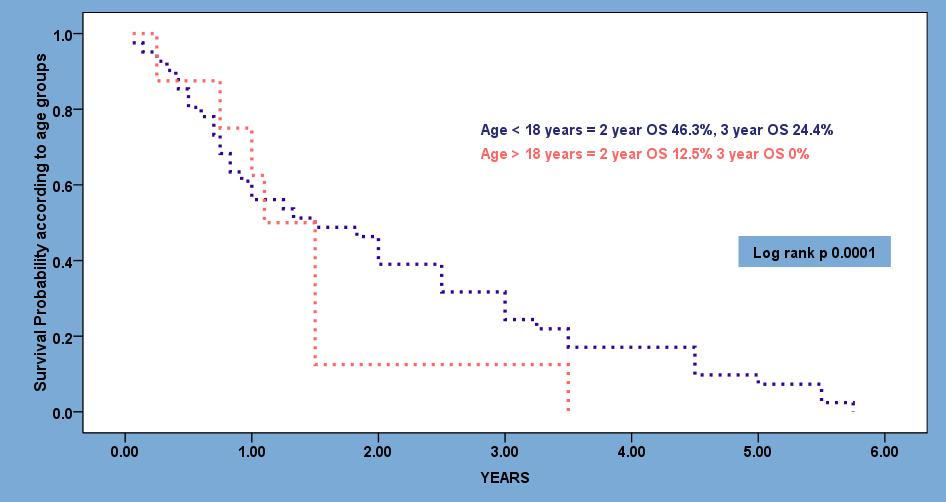 Survival Probability according to age groups
1.0
0.8
0.6
0.4
0.2
0.0
Age < 18 years = 2 year OS 46.3%, 3 year OS 24.4%
Age > 18 years = 2 year OS 12.5% 3 year OS 0%
Log rank p 0.0001
0.00 1.00 2.00 3.00 4.00 5.00 6.00
YEARS